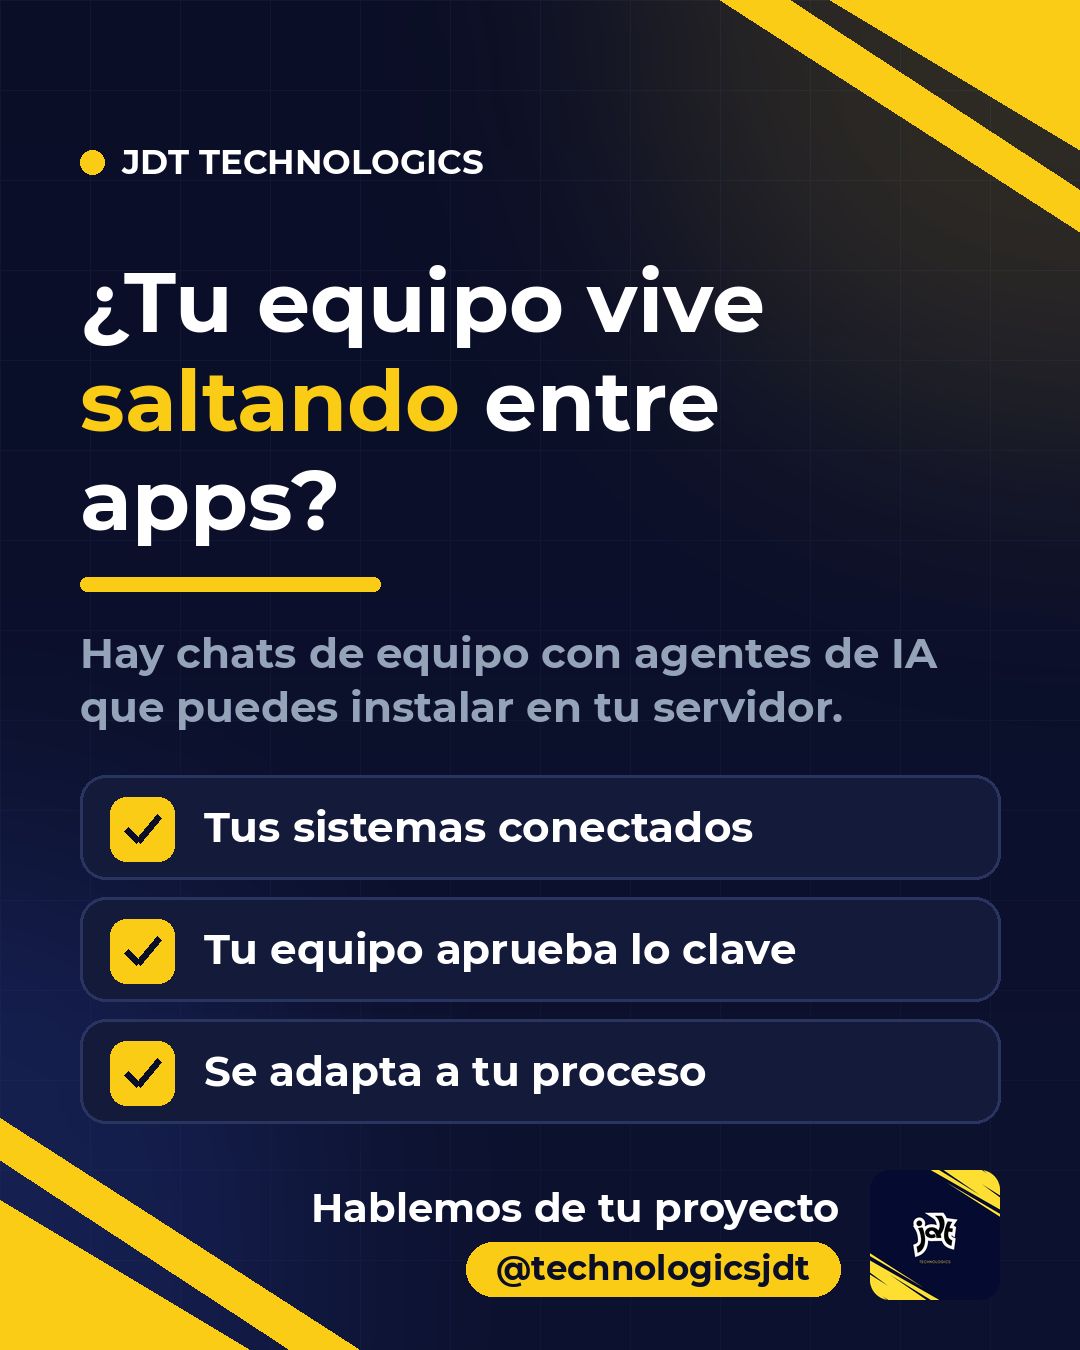 JDT TECHNOLOGICS
¿Tu equipo vive
saltando entre
apps?
Hay chats de equipo con agentes de IA
que puedes instalar en tu servidor.
Tus sistemas conectados
Tu equipo aprueba lo clave
Se adapta a tu proceso
Hablemos de tu proyecto
@technologicsjdt
jdt
TECHNOLOGICS